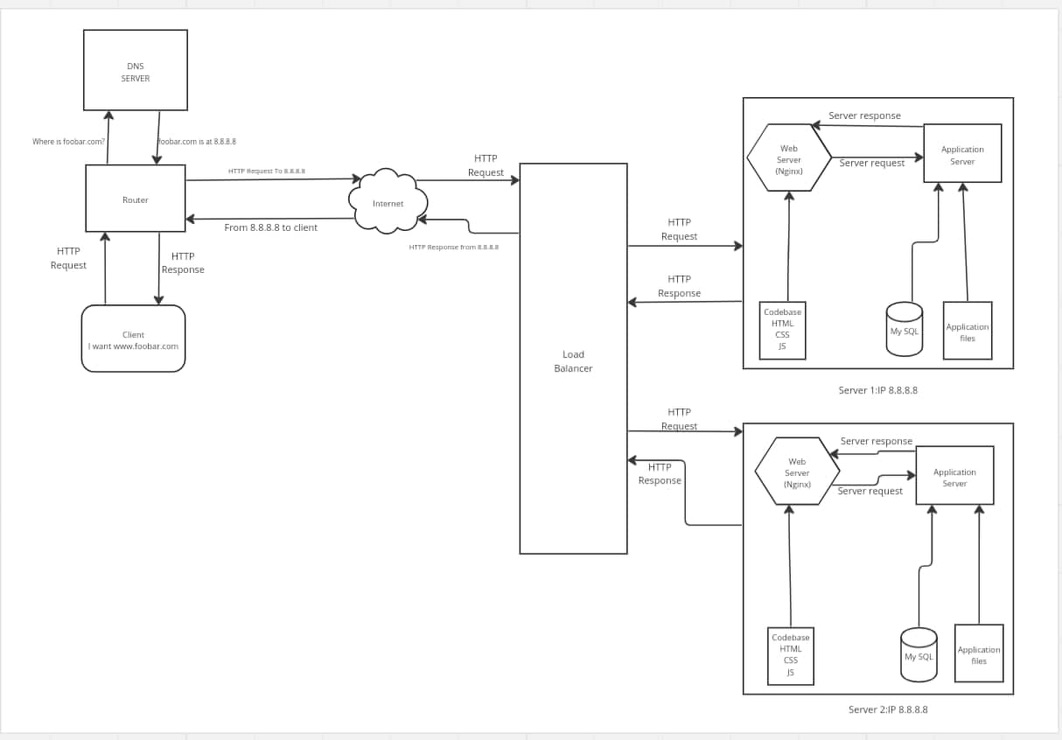 DNS
SERVER
Where is foobar.com?
foobar.com is at 8.8.8.8
Router
HTTP Request To 8.8.8.8
From 8.8.8.8 to client
Internet
HTTP
Request
HTTP Response from 8.8.8.8
HTTP
Request
HTTP
Response
Client
I want www.foobar.com
Load
Balancer
HTTP
Request
HTTP
Response
HTTP
Request
HTTP
Response
Server response
Web
Server
(Nginx)
Server request
Application
Server
Codebase
HTML
CSS
JS
My SQL
Application
files
Server 1:IP 8.8.8.8
Server response
Web
Server
(Nginx)
Server request
Application
Server
Codebase
HTML
CSS
JS
My SQL
Application
files
Server 2:IP 8.8.8.8